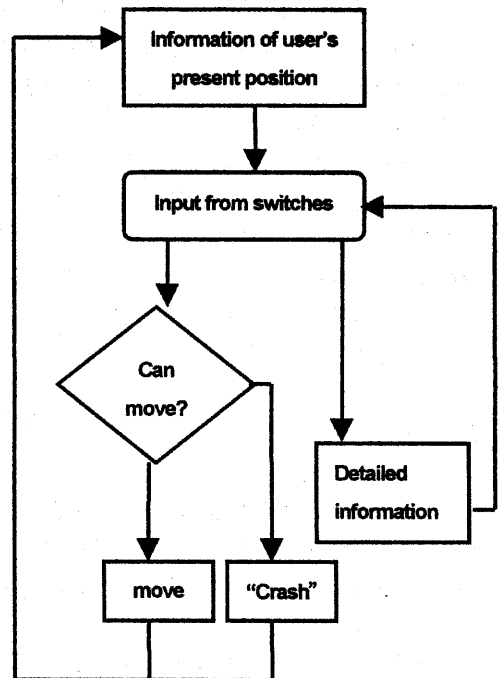 Information of user's
present position
Input from switches
Can
move?
Detailed
information
move
“Crash”